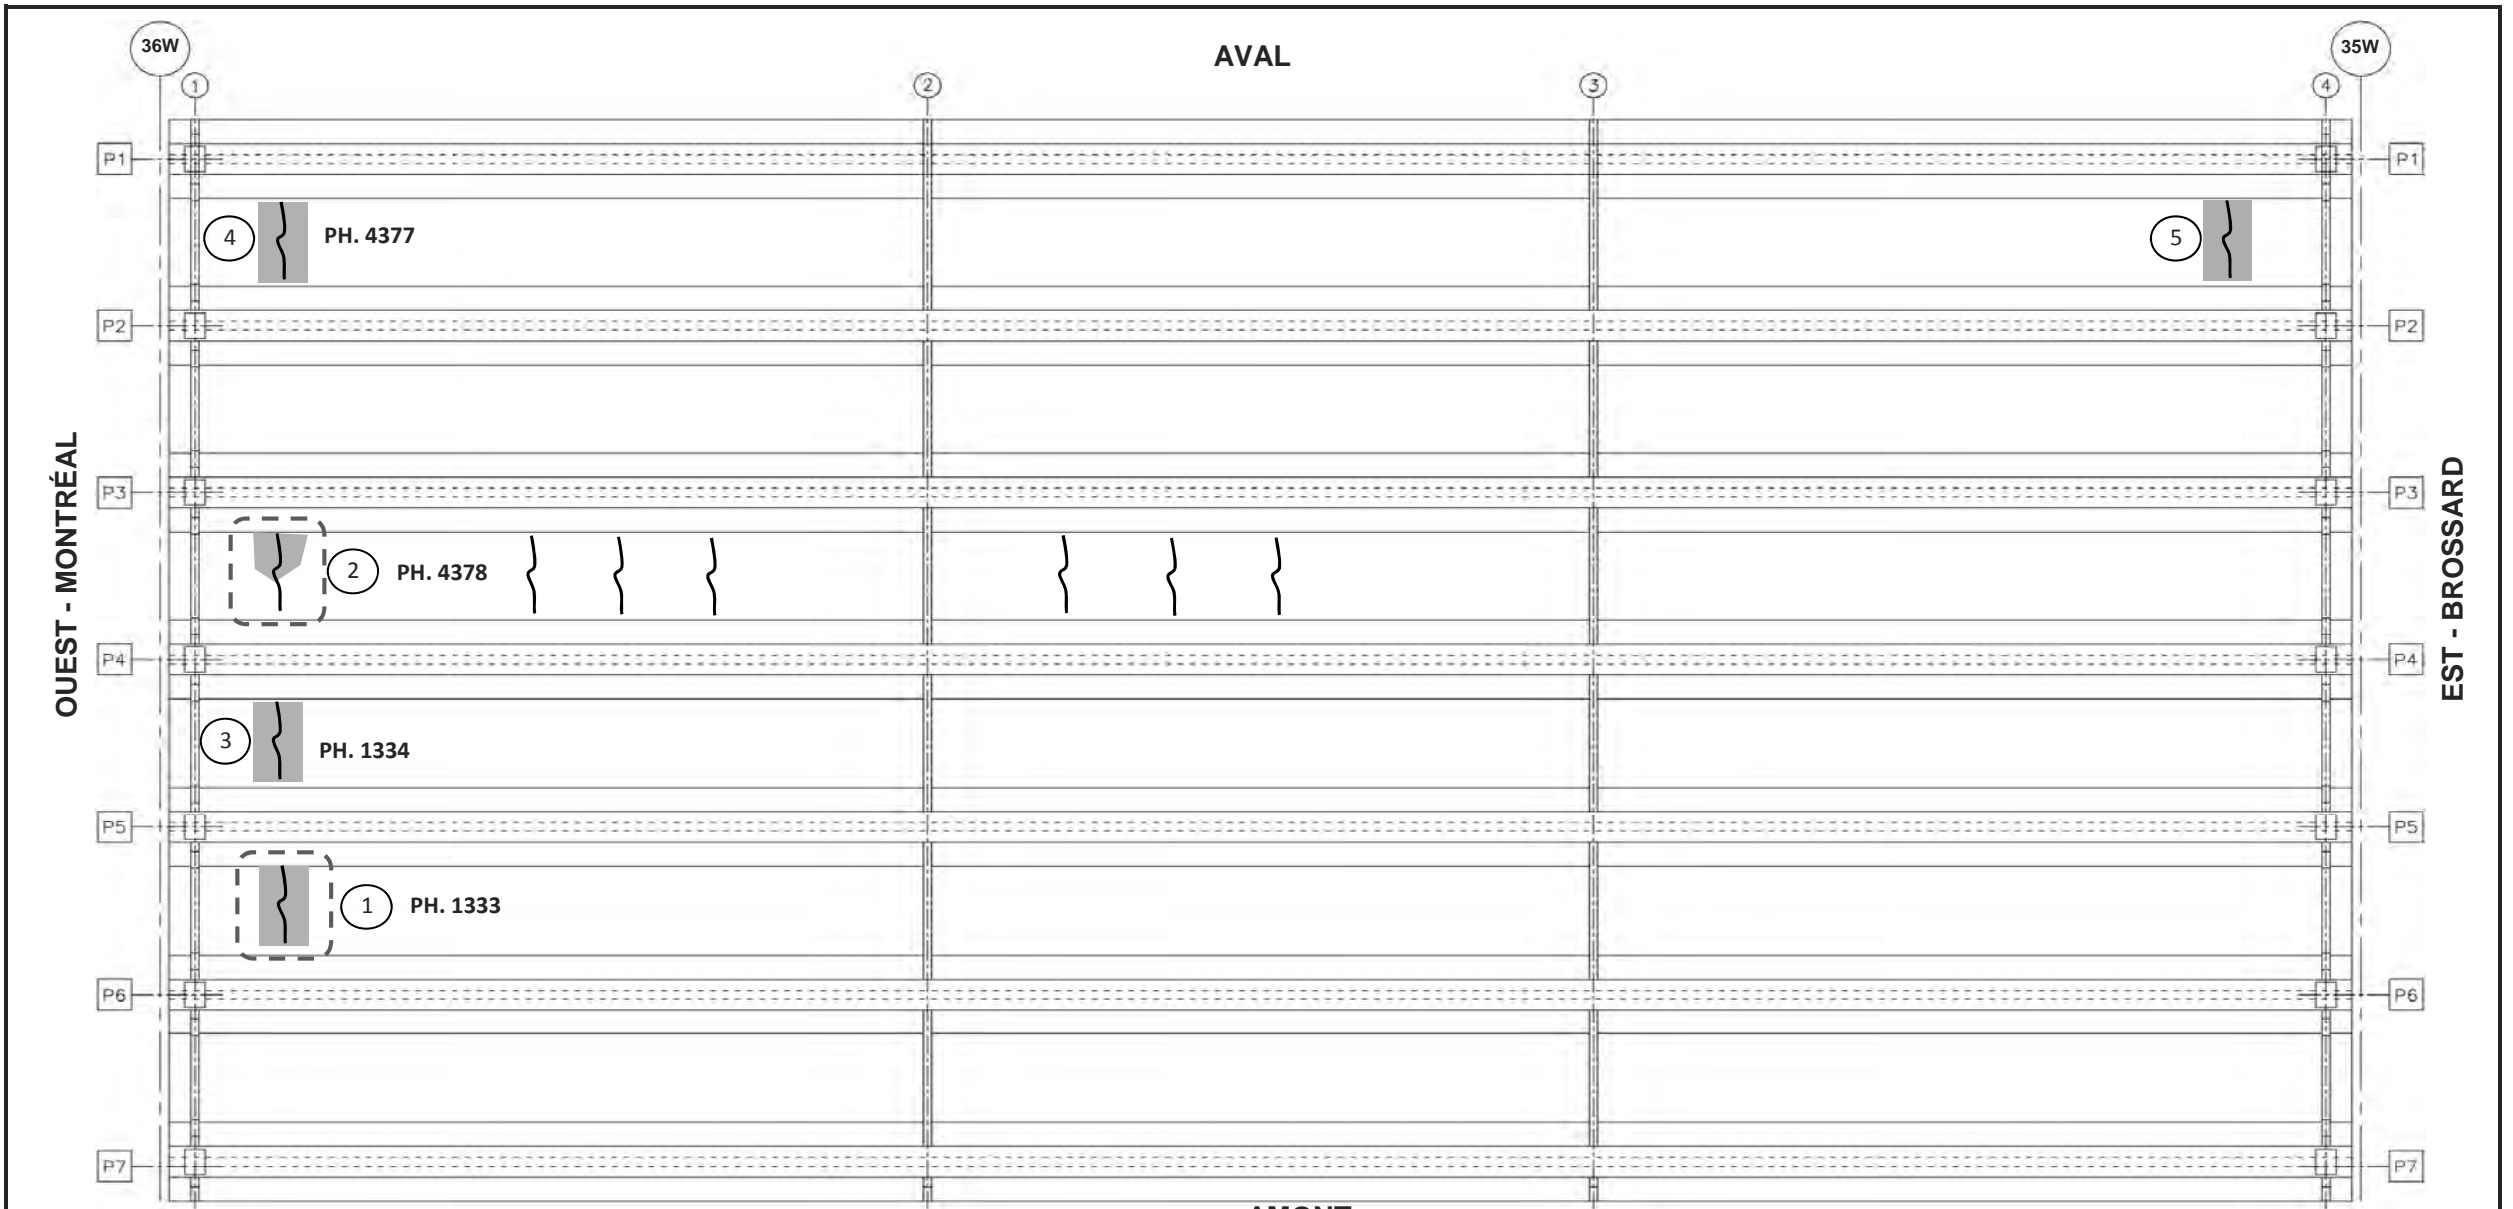 36W
AVAL
35W
1
2
3
4
P1
P1
4
PH. 4377
5
P2
P2
OUEST - MONTRÉAL
EST - BROSSARD
P3
P3
2
PH. 4378
P4
P4
3
PH. 1334
P5
P5
1
PH. 1333
P6
P6
P7
P7
AMONT